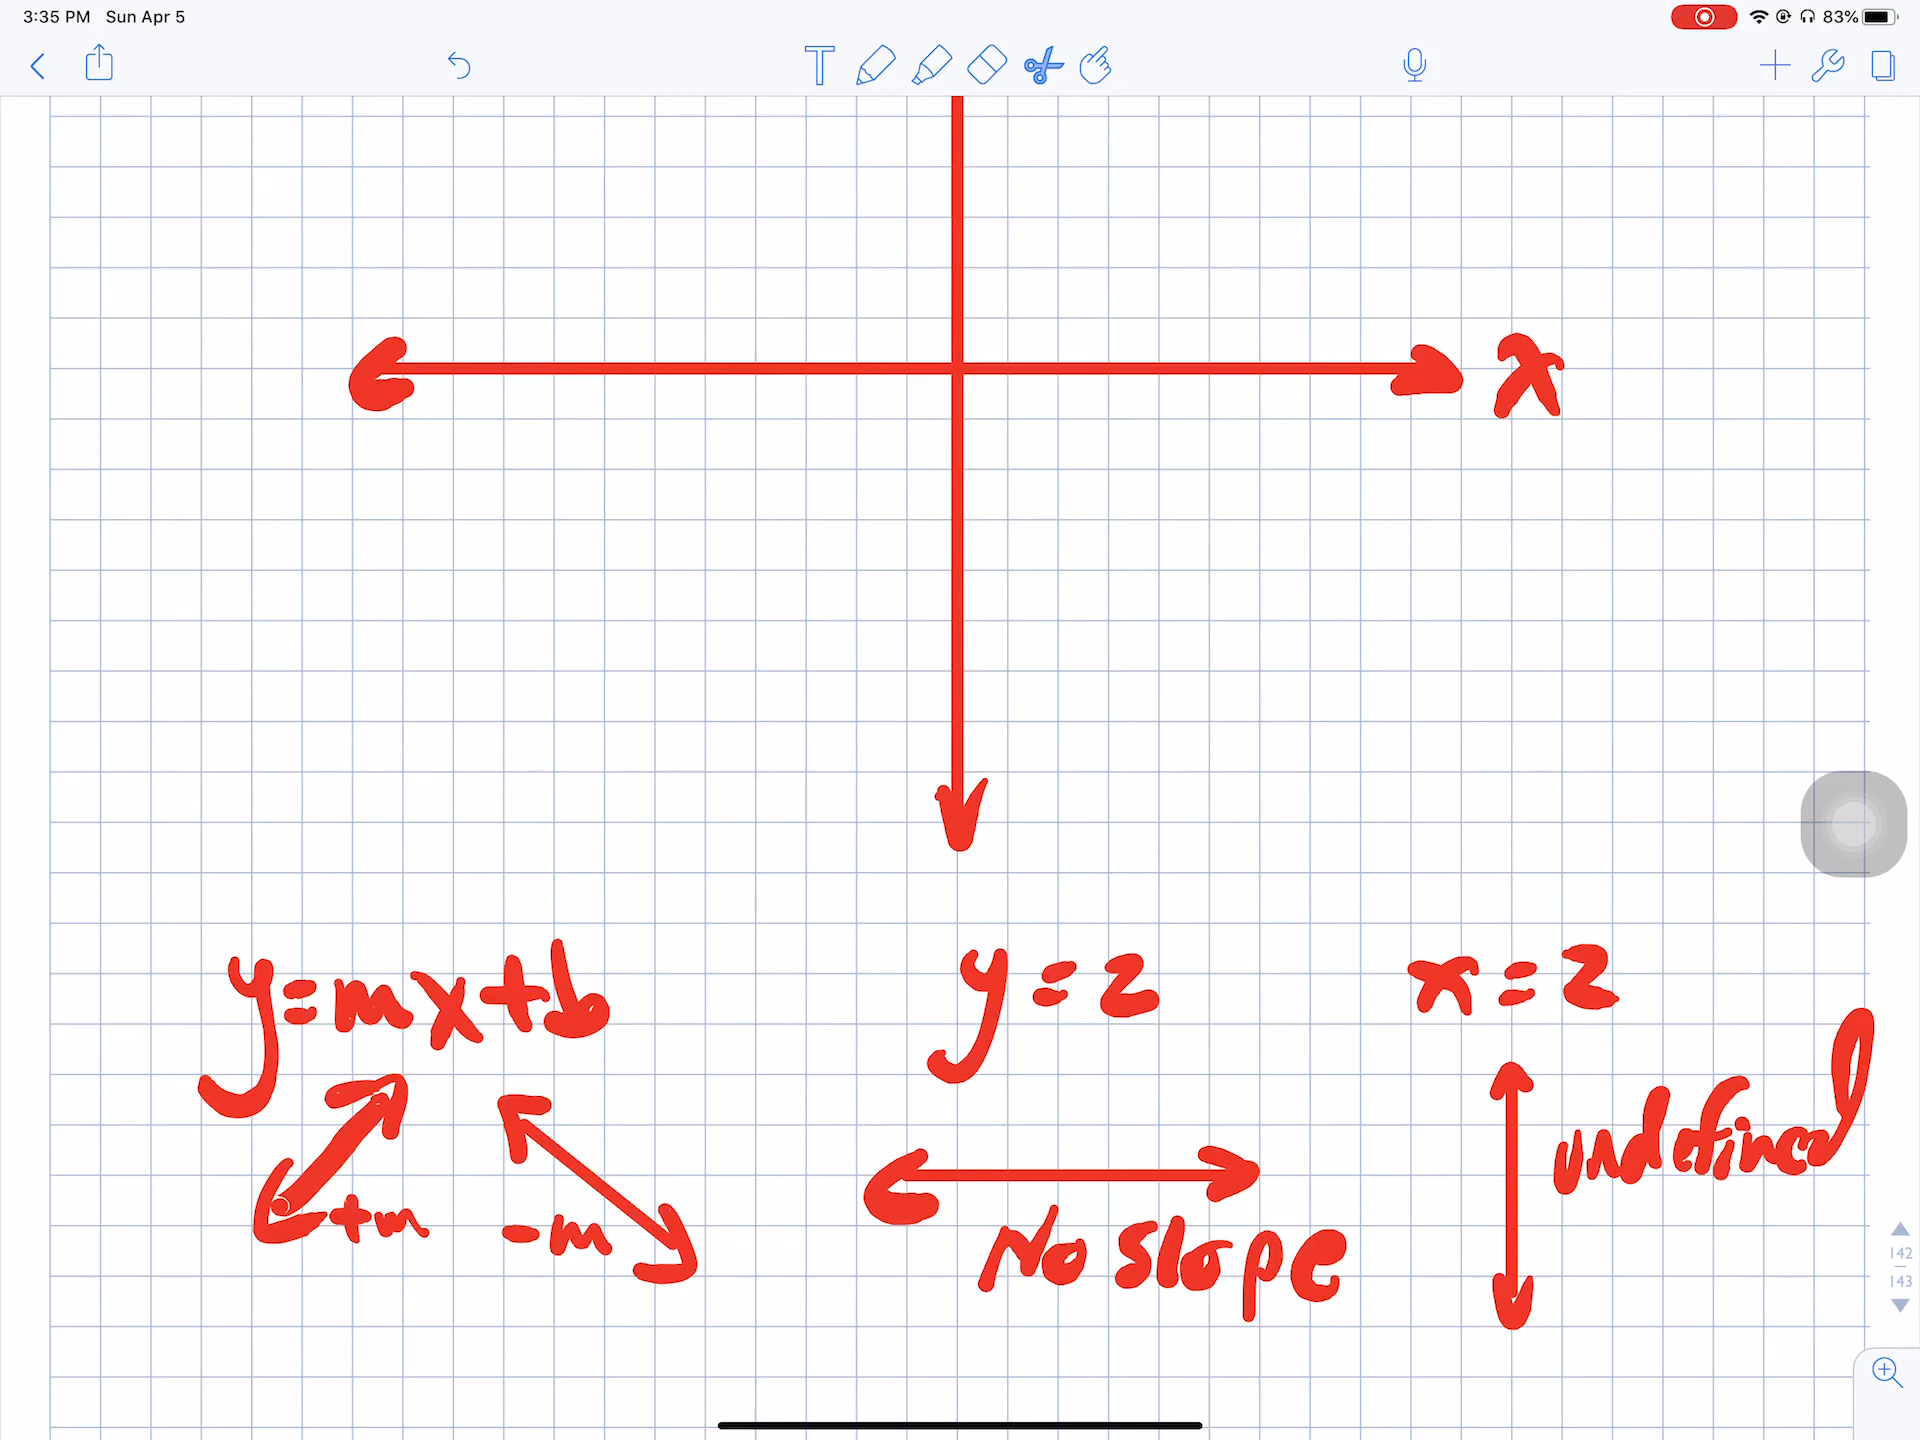 3:35 PM Sun Apr 5
83%
T
x
y=mx+b
y=2
x=2
undefined
+m
-m
No slope
142
143